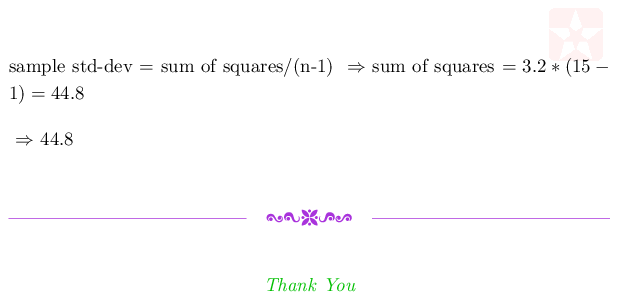 sample std-dev = sum of squares/(n-1) ⇒ sum of squares = 3.2 ∗ (15 −
1) = 44.8
⇒ 44.8
Thank You